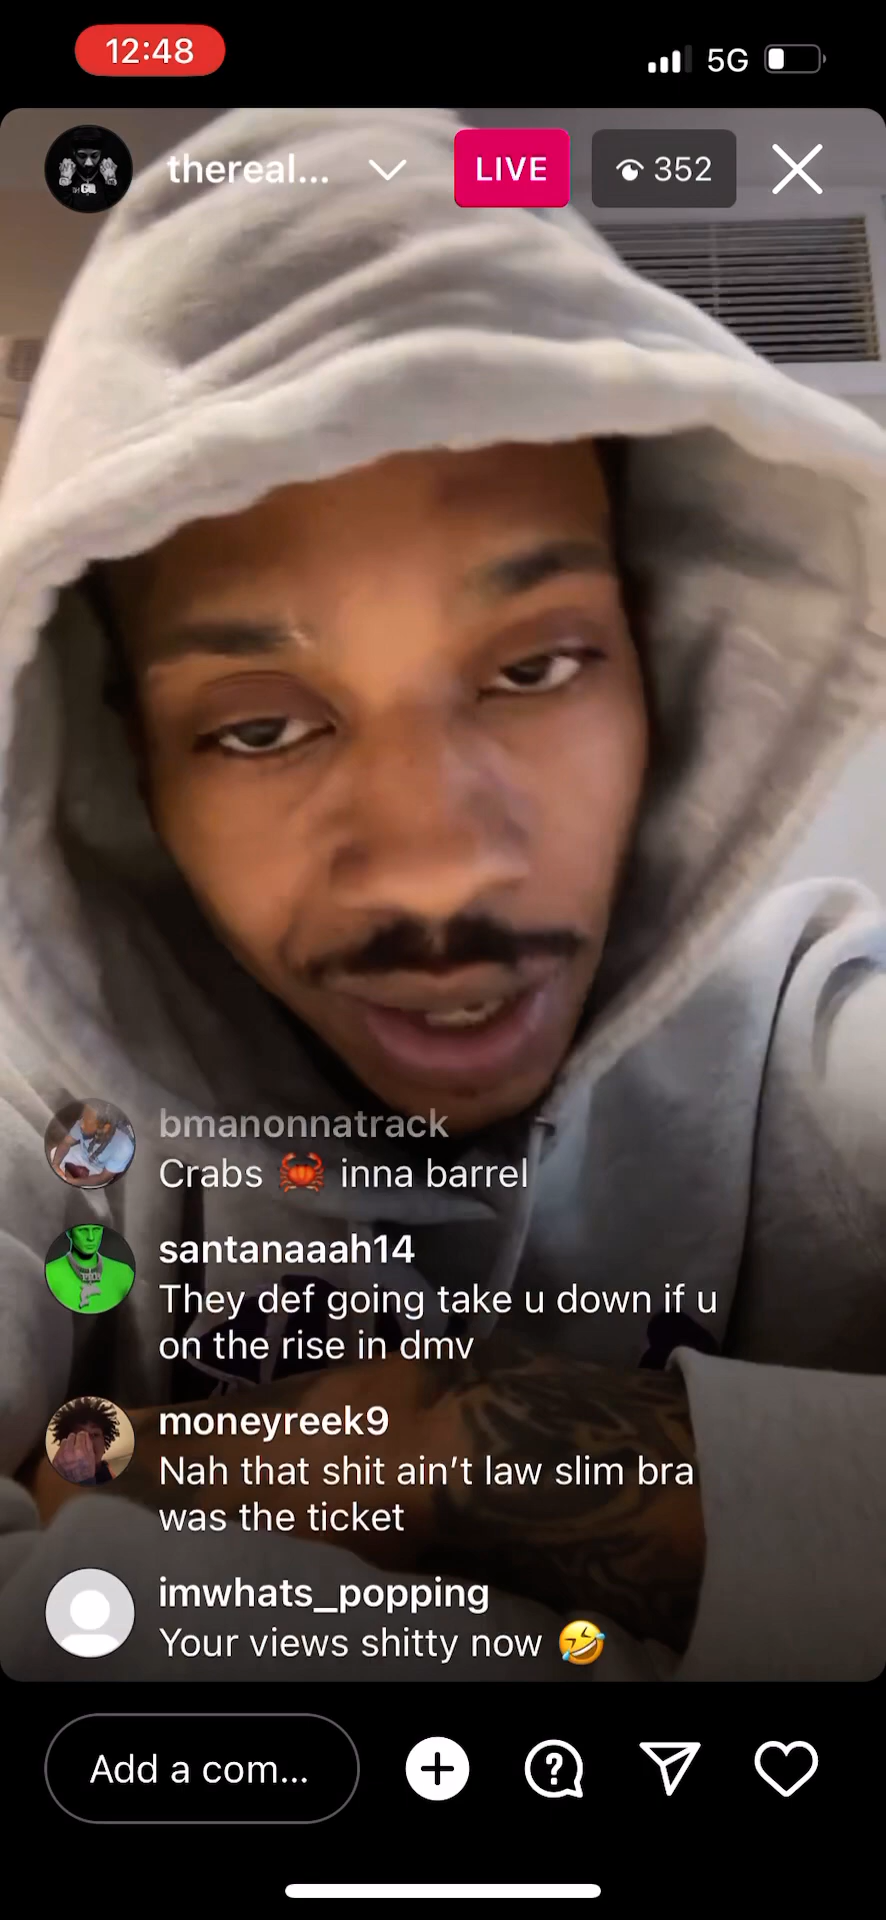 12:48
5G
thereal...
LIVE
352
bmanonnatrack
Crabs 🦀 inna barrel
santanaaah14
They def going take u down if u
on the rise in dmv
moneyreek9
Nah that shit ain’t law slim bra
was the ticket
imwhats_popping
Your views shitty now 🤣
Add a com...